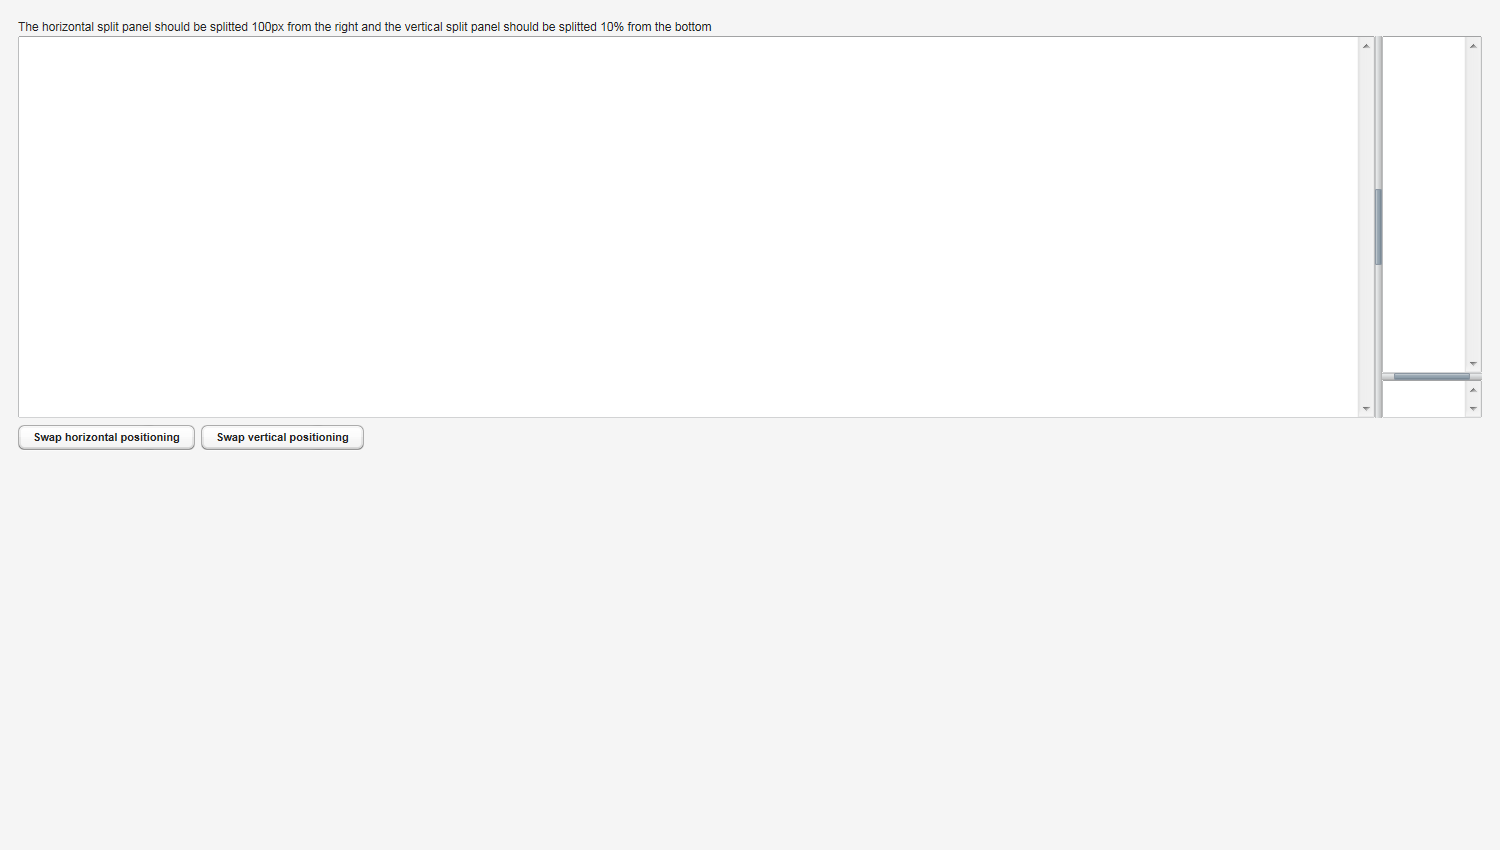 The horizontal split panel should be splitted 100px from the right and the vertical split panel should be splitted 10% from the bottom
Swap horizontal positioning Swap vertical positioning